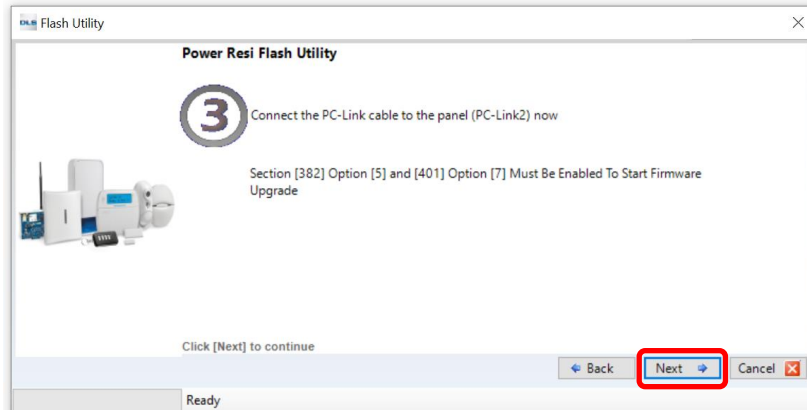 DLS Flash Utility
Power Resi Flash Utility
3 Connect the PC-Link cable to the panel (PC-Link2) now
Section [382] Option [5] and [401] Option [7] Must Be Enabled To Start Firmware
Upgrade
Click [Next] to continue
Back Next Cancel
Ready